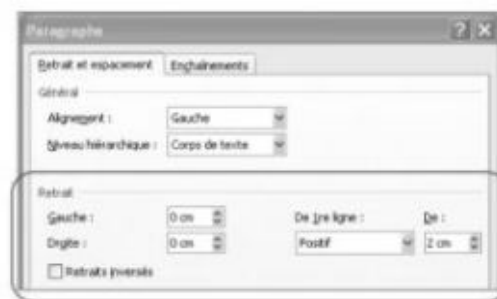 Paragraphe
Retrait et espacement Enchaînements
Général
Alignement : Gauche
Niveau hiérarchique : Corps de texte
Retrait
Gauche : 0 cm De 1re ligne : De :
Droite : 0 cm Positif 2 cm
Retraits inversés